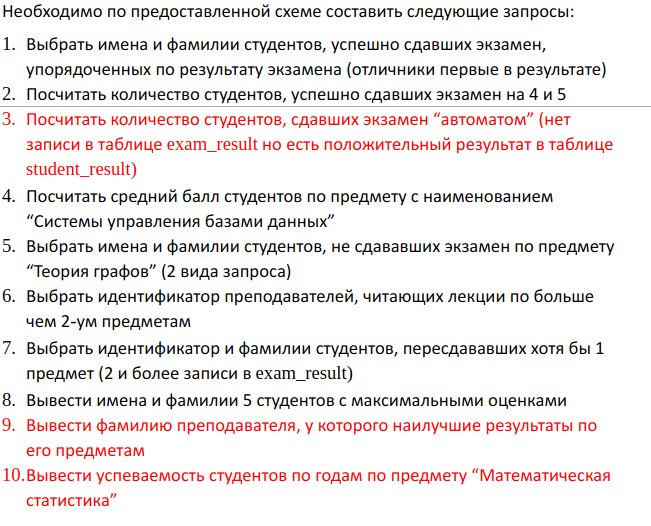 Необходимо по предоставленной схеме составить следующие запросы:
1. Выбрать имена и фамилии студентов, успешно сдавших экзамен,
упорядоченных по результату экзамена (отличники первые в результате)
2. Посчитать количество студентов, успешно сдавших экзамен на 4 и 5
3. Посчитать количество студентов, сдавших экзамен “автоматом” (нет
записи в таблице exam_result но есть положительный результат в таблице
student_result)
4. Посчитать средний балл студентов по предмету с наименованием
“Системы управления базами данных”
5. Выбрать имена и фамилии студентов, не сдававших экзамен по предмету
“Теория графов” (2 вида запроса)
6. Выбрать идентификатор преподавателей, читающих лекции по больше
чем 2-ум предметам
7. Выбрать идентификатор и фамилии студентов, пересдававших хотя бы 1
предмет (2 и более записи в exam_result)
8. Вывести имена и фамилии 5 студентов с максимальными оценками
9. Вывести фамилию преподавателя, у которого наилучшие результаты по
его предметам
10. Вывести успеваемость студентов по годам по предмету “Математическая
статистика”